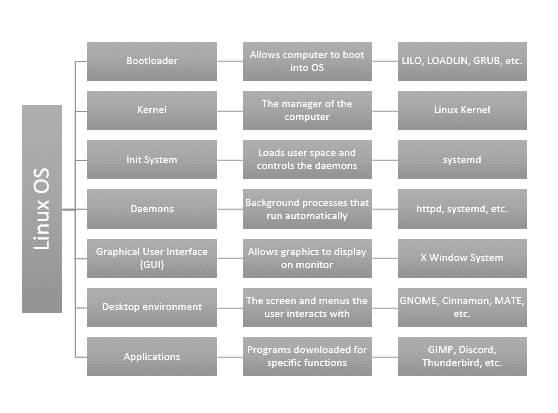 Linux OS
Bootloader
Allows computer to boot
into OS
LILO, LOADLIN, GRUB, etc.
Kernel
The manager of the
computer
Linux Kernel
Init System
Loads user space and
controls the daemons
systemd
Daemons
Background processes that
run automatically
httpd, systemd, etc.
Graphical User Interface
(GUI)
Allows graphics to display
on monitor
X Window System
Desktop environment
The screen and menus the
user interacts with
GNOME, Cinnamon, MATE,
etc.
Applications
Programs downloaded for
specific functions
GIMP, Discord,
Thunderbird, etc.